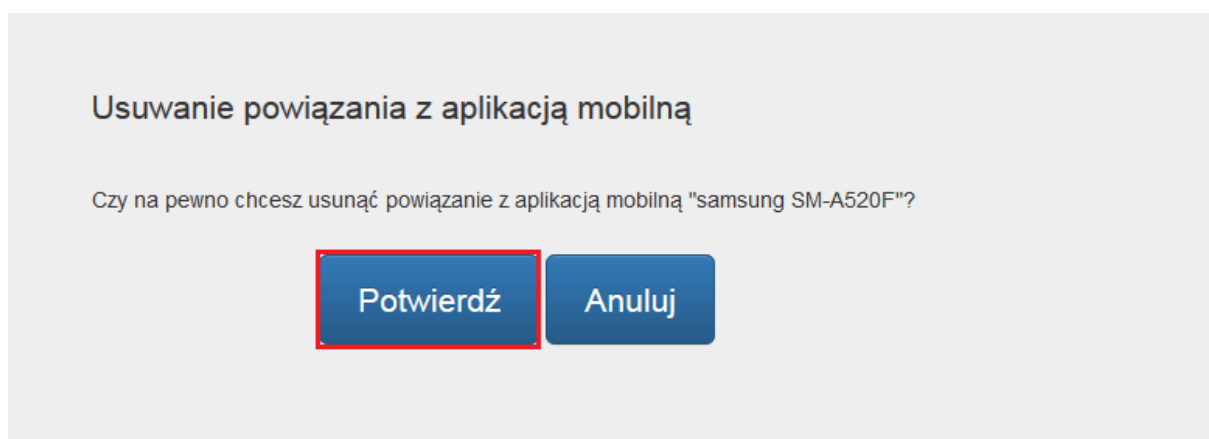 Usuwanie powiązania z aplikacją mobilną
Czy na pewno chcesz usunąć powiązanie z aplikacją mobilną "samsung SM-A520F"?
Potwierdź Anuluj